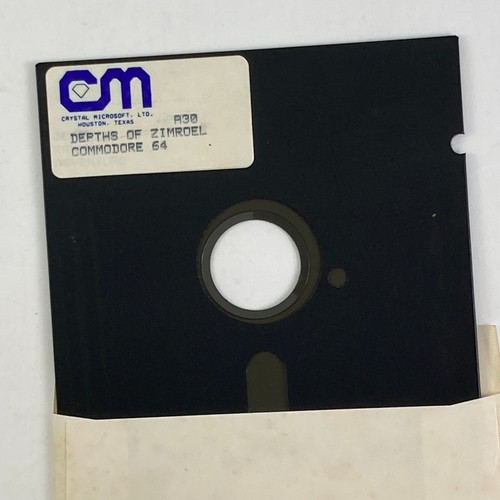 CM
CRYSTAL MICROSOFT, LTD.
HOUSTON, TEXAS
A30
DEPTHS OF ZIMROEL
COMMODORE 64